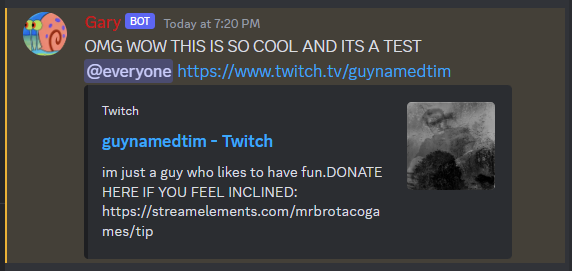 Gary BOT Today at 7:20 PM
OMG WOW THIS IS SO COOL AND ITS A TEST
@everyone https://www.twitch.tv/guynamedtim
Twitch
guynamedtim - Twitch
im just a guy who likes to have fun.DONATE
HERE IF YOU FEEL INCLINED:
https://streamelements.com/mrbrotacoga
mes/tip